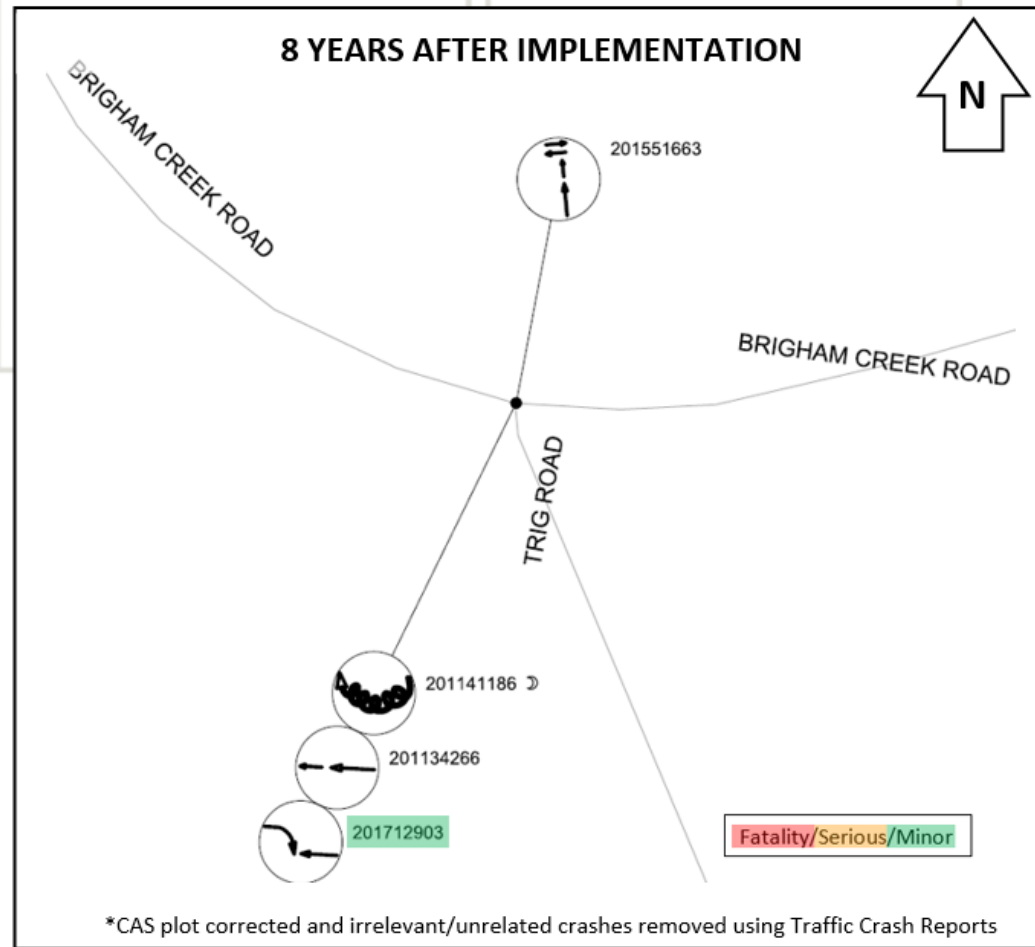 8 YEARS AFTER IMPLEMENTATION
N
BRIGHAM CREEK ROAD
201551663
BRIGHAM CREEK ROAD
TRIG ROAD
201141186
201134266
201712903
Fatality/Serious/Minor
*CAS plot corrected and irrelevant/unrelated crashes removed using Traffic Crash Reports